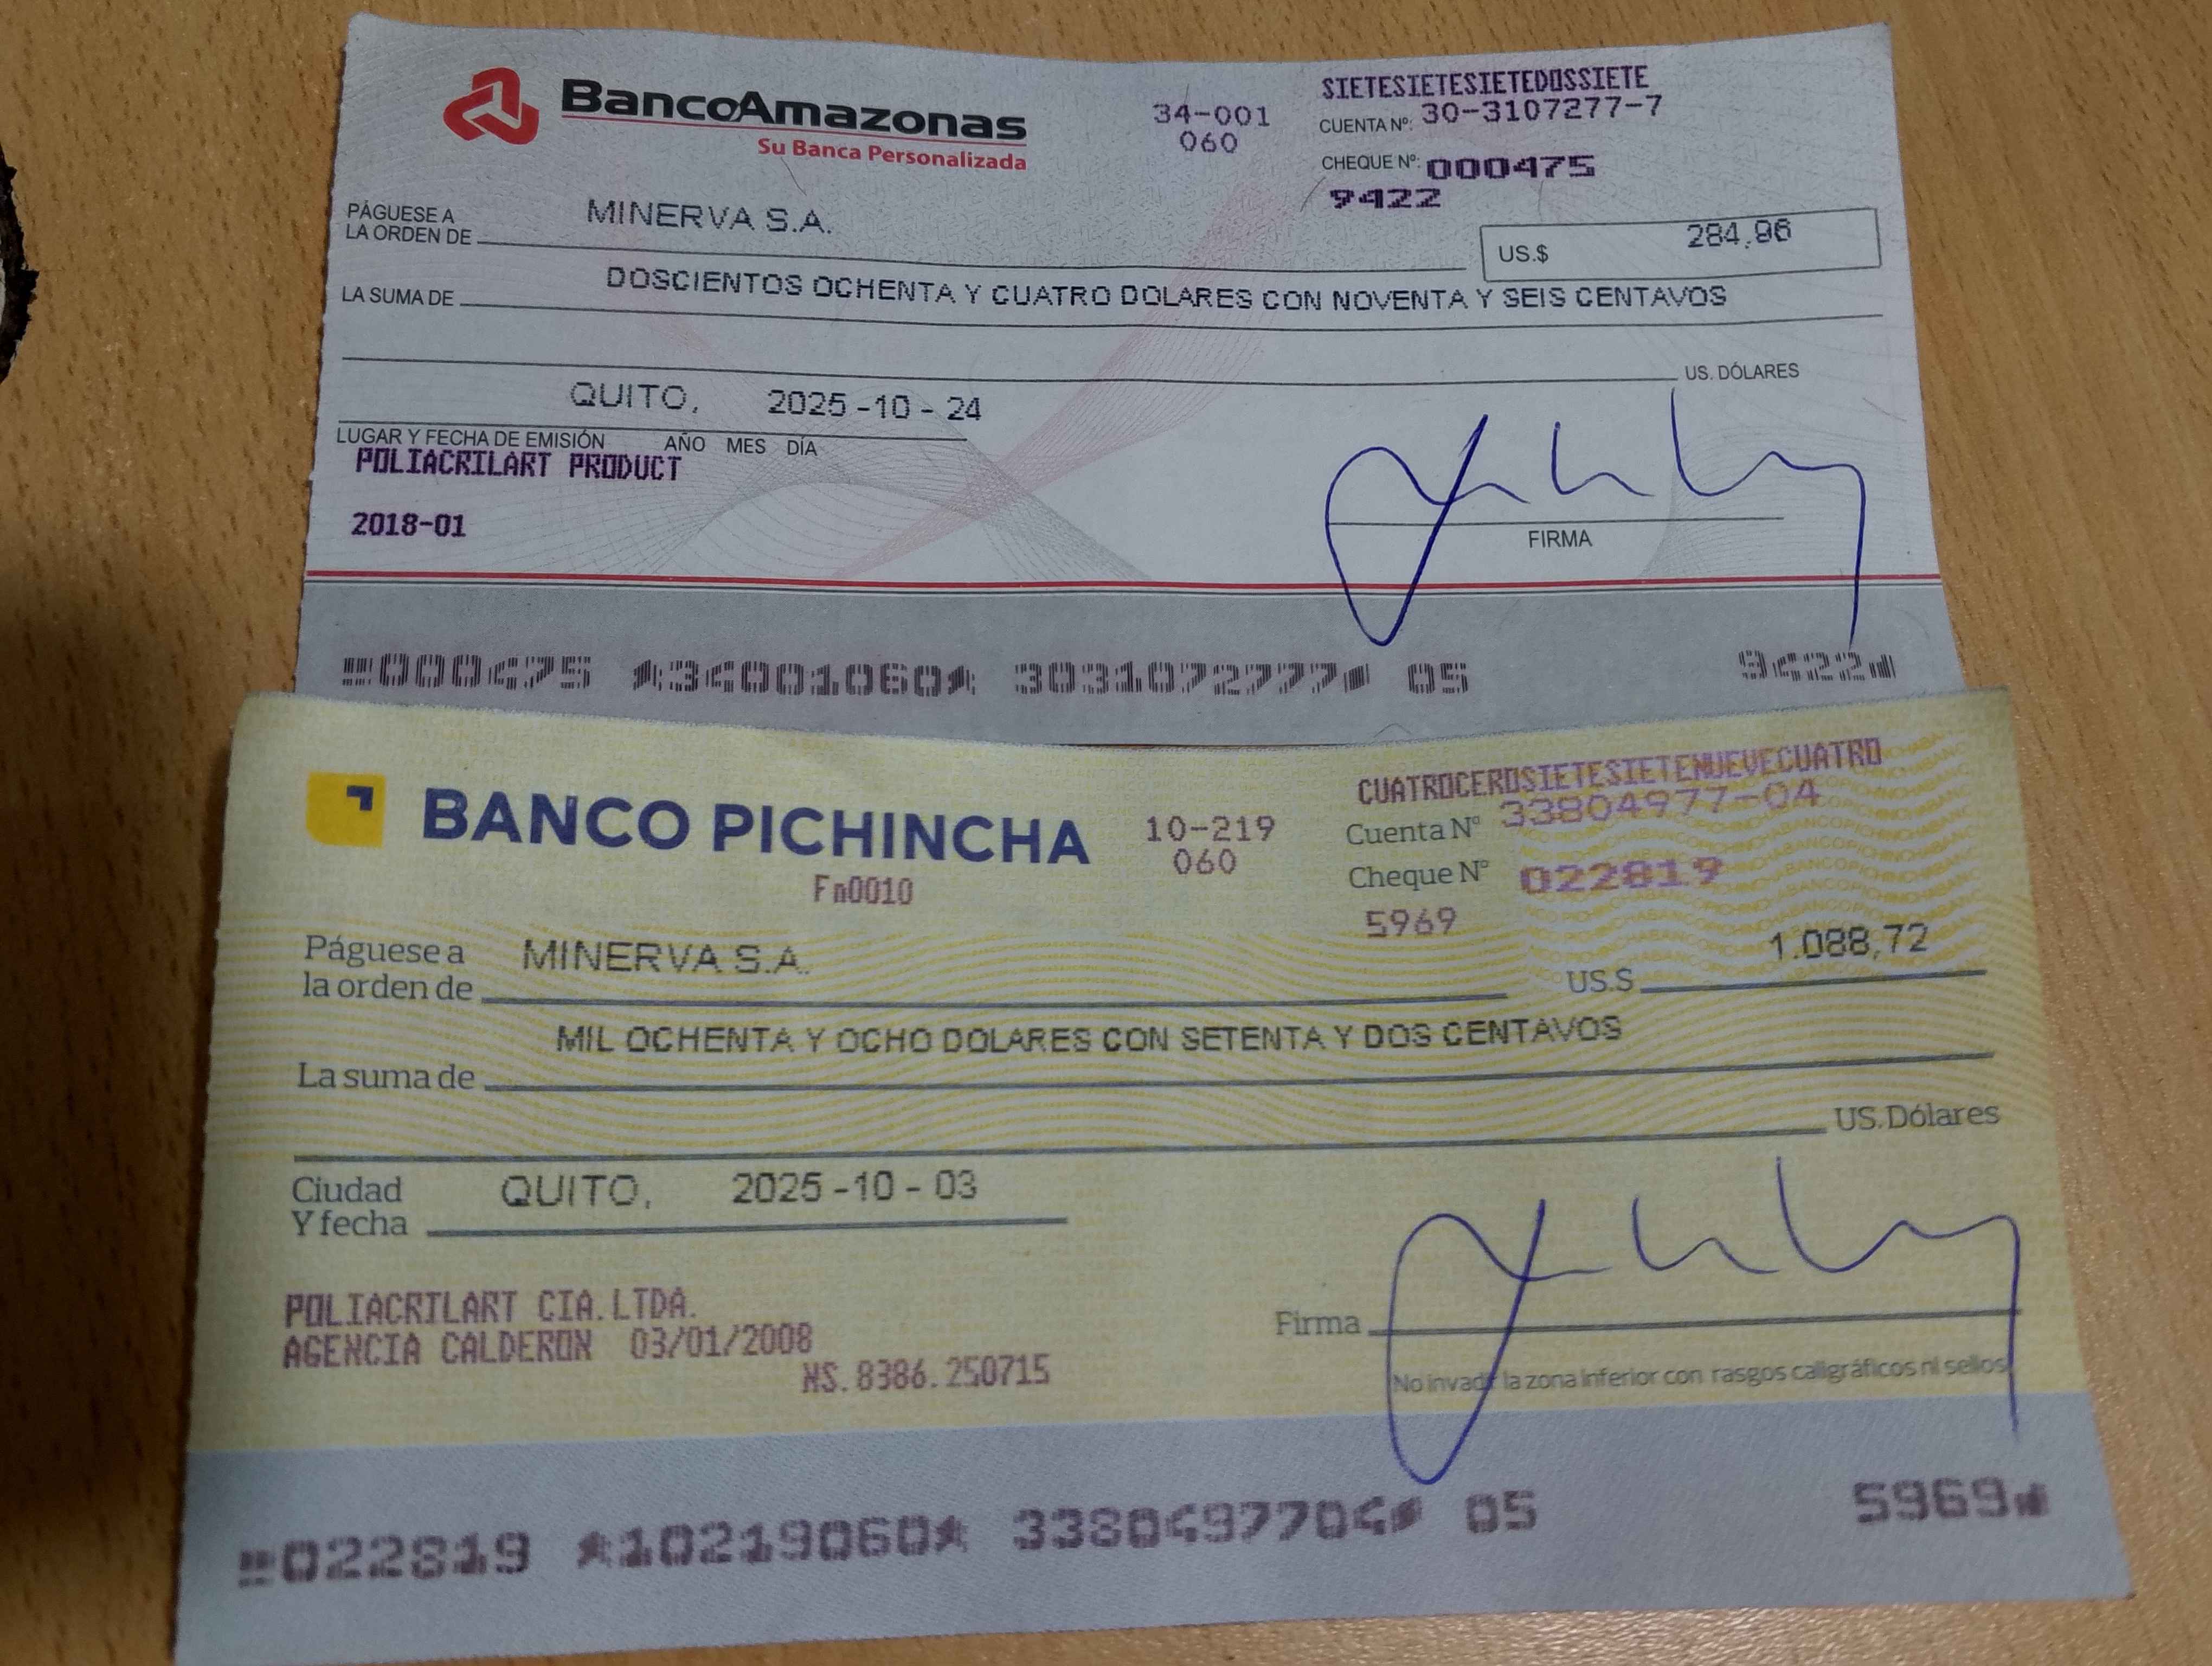 BancoAmazonas
Su Banca Personalizada
34-001
060
SIETESIETESIETEDOSSIETE
CUENTA Nº: 30-3107277-7
CHEQUE Nº: 000475
9422
PÁGUESE A
LA ORDEN DE MINERVA S.A.
US.$ 284,96
LA SUMA DE DOSCIENTOS OCHENTA Y CUATRO DOLARES CON NOVENTA Y SEIS CENTAVOS
US. DÓLARES
QUITO, 2025-10-24
LUGAR Y FECHA DE EMISIÓN AÑO MES DÍA
POLIACRILART PRODUCT
2018-01
FIRMA
000475 34001060 3031072777 05 9422
BANCO PICHINCHA
Fn0010
10-219
060
CUATROCEROSIETESIETENUEVECUATRO
Cuenta Nº 33804977-04
Cheque Nº 022819
5969
Páguese a
la orden de MINERVA S.A.
US.$ 1.088,72
La suma de MIL OCHENTA Y OCHO DOLARES CON SETENTA Y DOS CENTAVOS
US. Dólares
Ciudad
Y fecha QUITO, 2025-10-03
POLIACRILART CIA.LTDA.
AGENCIA CALDERON 03/01/2008
NS.8386.250715
Firma
No invadir la zona inferior con rasgos caligráficos ni sellos
022819 10219060 3380497704 05 5969